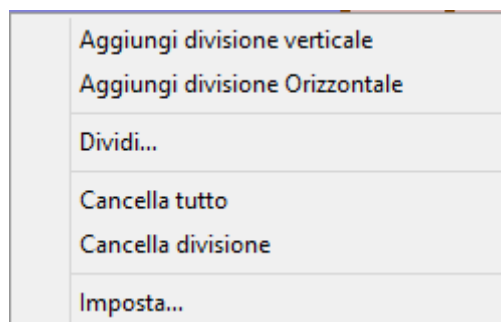 Aggiungi divisione verticale
Aggiungi divisione Orizzontale
Dividi...
Cancella tutto
Cancella divisione
Imposta...